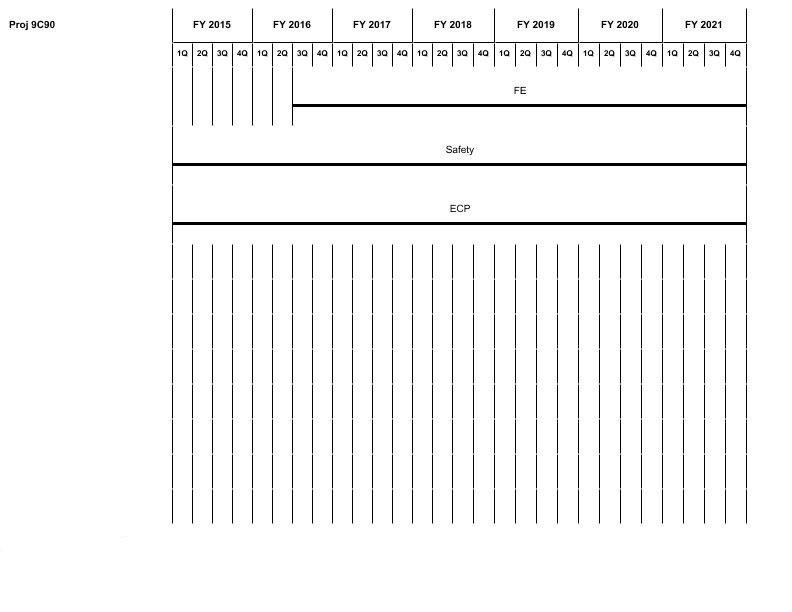 Proj 9C90 FY 2015 FY 2016 FY 2017 FY 2018 FY 2019 FY 2020 FY 2021
1Q 2Q 3Q 4Q 1Q 2Q 3Q 4Q 1Q 2Q 3Q 4Q 1Q 2Q 3Q 4Q 1Q 2Q 3Q 4Q 1Q 2Q 3Q 4Q 1Q 2Q 3Q 4Q
FE
Safety
ECP